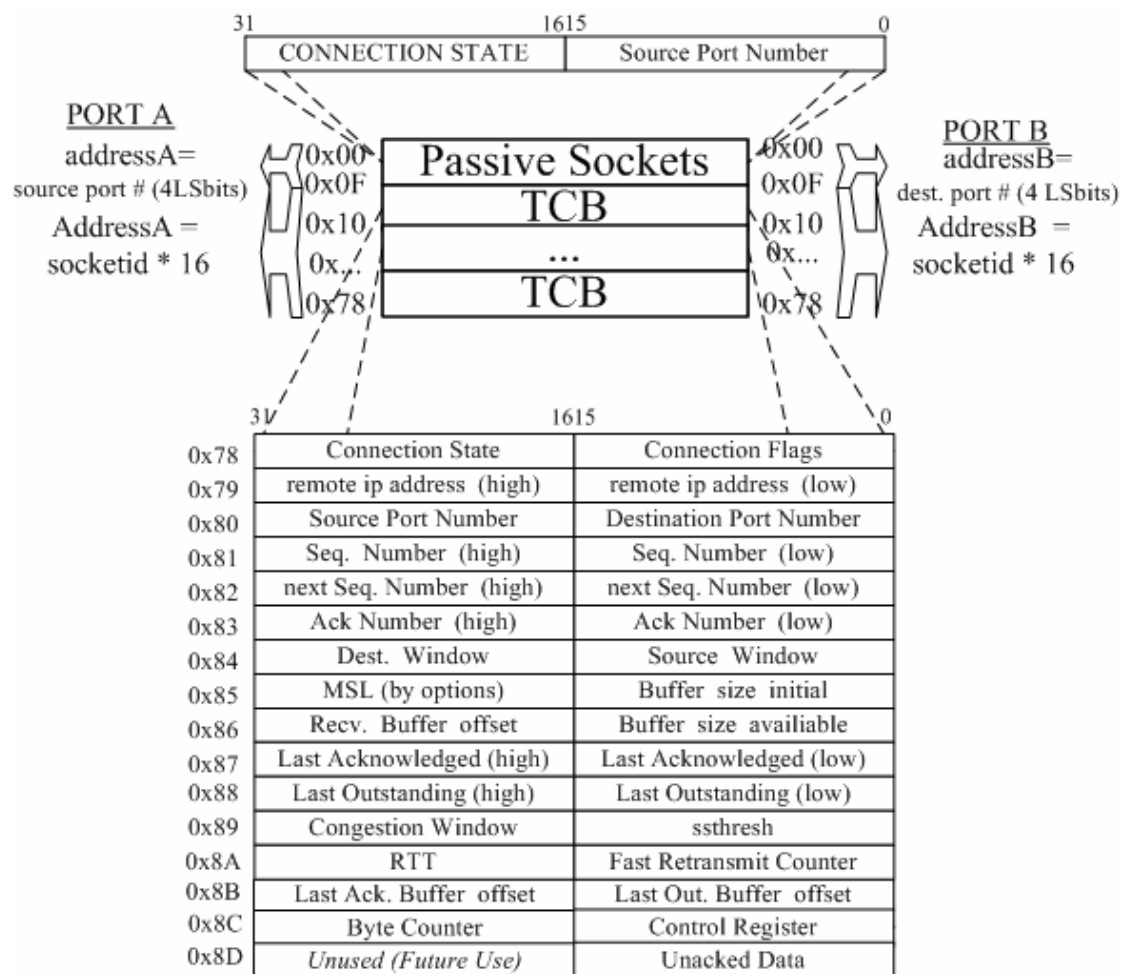 31 1615 0
CONNECTION STATE Source Port Number
PORT A
addressA=
source port # (4LSbits)
AddressA =
socketid * 16
0x00
0x0F
0x10
0x...
0x78
Passive Sockets
TCB
...
TCB
0x00
0x0F
0x10
0x...
0x78
PORT B
addressB=
dest. port # (4 LSbits)
AddressB =
socketid * 16
31 1615 0
0x78 Connection State Connection Flags
0x79 remote ip address (high) remote ip address (low)
0x80 Source Port Number Destination Port Number
0x81 Seq. Number (high) Seq. Number (low)
0x82 next Seq. Number (high) next Seq. Number (low)
0x83 Ack Number (high) Ack Number (low)
0x84 Dest. Window Source Window
0x85 MSL (by options) Buffer size initial
0x86 Recv. Buffer offset Buffer size availiable
0x87 Last Acknowledged (high) Last Acknowledged (low)
0x88 Last Outstanding (high) Last Outstanding (low)
0x89 Congestion Window ssthresh
0x8A RTT Fast Retransmit Counter
0x8B Last Ack. Buffer offset Last Out. Buffer offset
0x8C Byte Counter Control Register
0x8D Unused (Future Use) Unacked Data